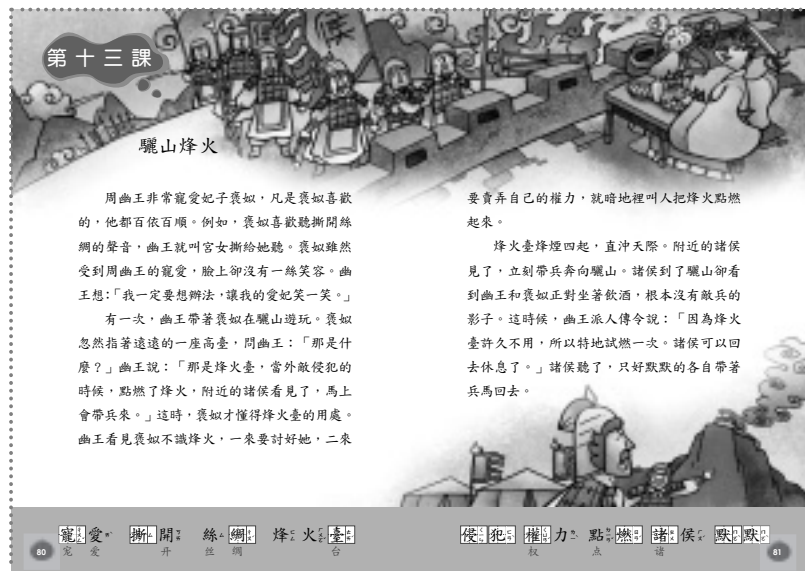 第十三課
驪山烽火
周幽王非常寵愛妃子褒姒，凡是褒姒喜歡
的，他都百依百順。例如，褒姒喜歡聽撕開絲
綢的聲音，幽王就叫宮女撕給她聽。褒姒雖然
受到周幽王的寵愛，臉上卻沒有一絲笑容。幽
王想：「我一定要想辦法，讓我的愛妃笑一笑。」
有一次，幽王帶著褒姒在驪山遊玩。褒姒
忽然指著遠遠的一座高臺，問幽王：「那是什
麼？」幽王說：「那是烽火臺，當外敵侵犯的
時候，點燃了烽火，附近的諸侯看見了，馬上
會帶兵來。」這時，褒姒才懂得烽火臺的用處。
幽王看見褒姒不識烽火，一來要討好她，二來
要賣弄自己的權力，就暗地裡叫人把烽火點燃
起來。
烽火臺烽煙四起，直沖天際。附近的諸侯
見了，立刻帶兵奔向驪山。諸侯到了驪山卻看
到幽王和褒姒正對坐著飲酒，根本沒有敵兵的
影子。這時候，幽王派人傳令說：「因為烽火
臺許久不用，所以特地試燃一次。諸侯可以回
去休息了。」諸侯聽了，只好默默的各自帶著
兵馬回去。
寵愛 撕開 絲綢 烽火臺
宠 爱 开 丝 绸 台
80
侵犯 權力 點燃 諸侯 默默
权 点 诸
81